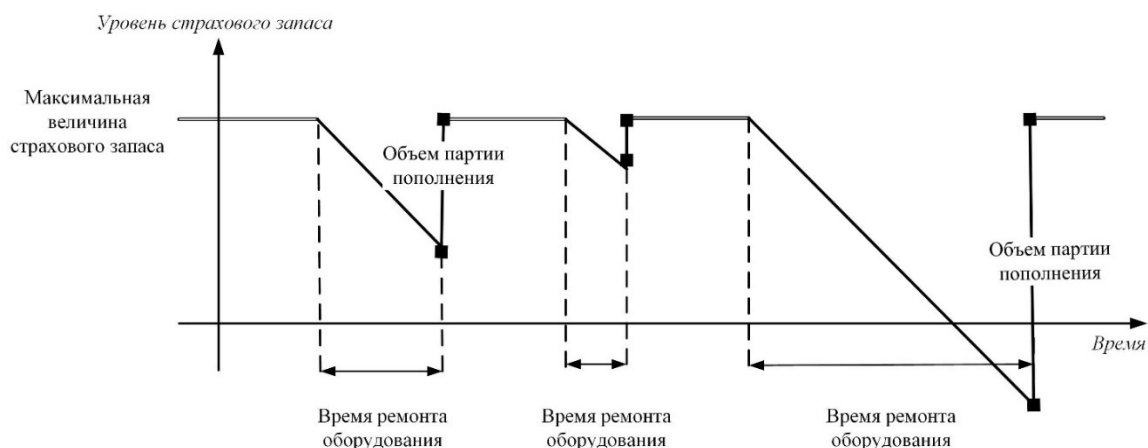 Уровень страхового запаса
Максимальная
величина
страхового запаса
Объем партии
пополнения
Объем партии
пополнения
Время
Время ремонта
оборудования
Время ремонта
оборудования
Время ремонта
оборудования